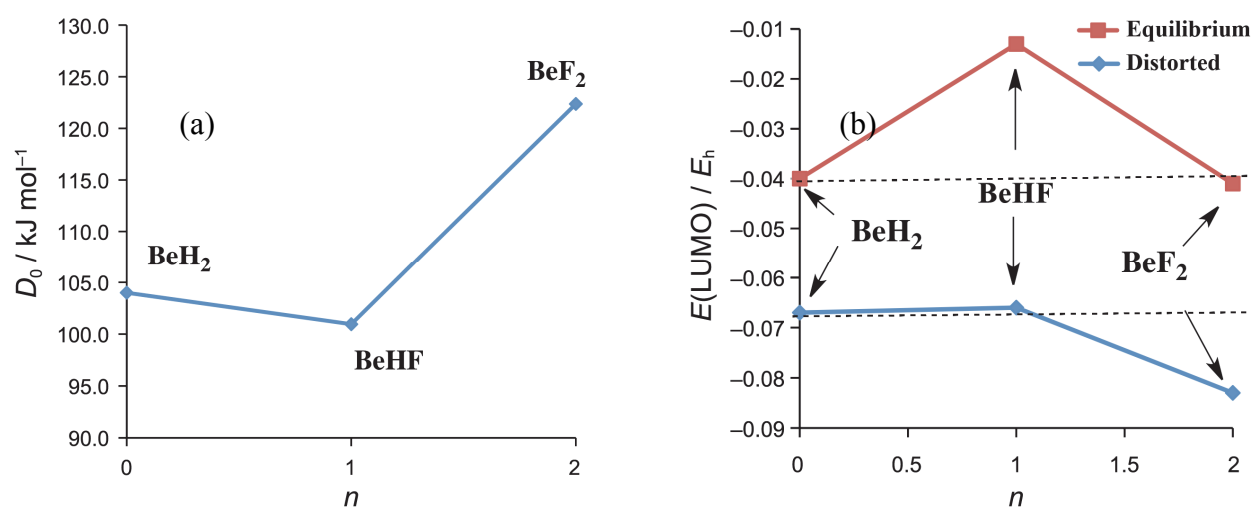 130.0
125.0
120.0
115.0
110.0
105.0
100.0
95.0
90.0
D₀ / kJ mol⁻¹
(a)
BeH₂
BeHF
BeF₂
0
1
2
n
–0.01
–0.02
–0.03
–0.04
–0.05
–0.06
–0.07
–0.08
–0.09
E(LUMO) / Eₕ
(b)
Equilibrium
Distorted
BeHF
BeH₂
BeF₂
0
0.5
1
1.5
2
n